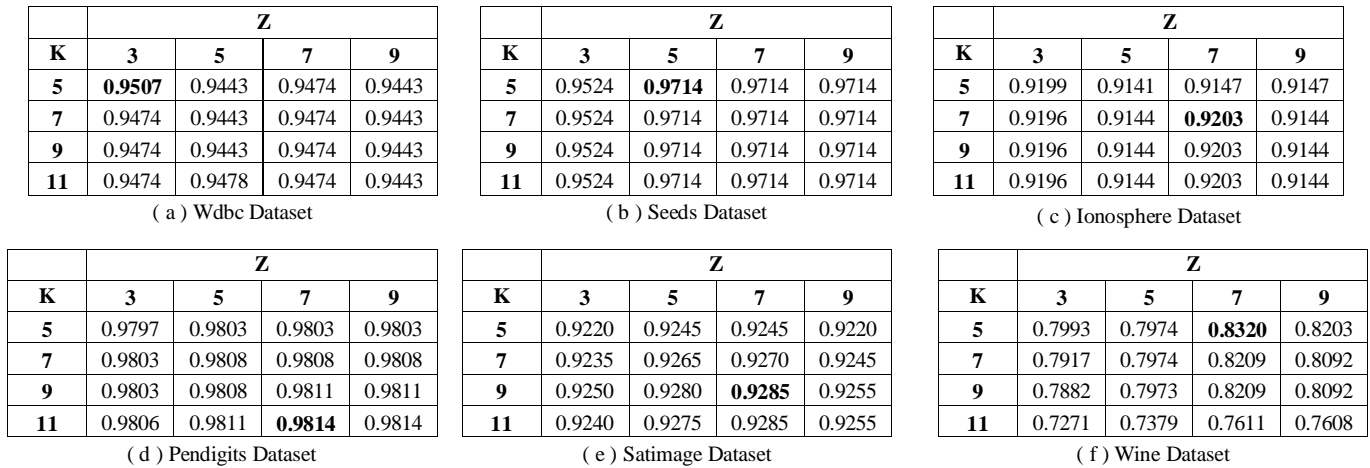 Z
K 3 5 7 9
5 0.9507 0.9443 0.9474 0.9443
7 0.9474 0.9443 0.9474 0.9443
9 0.9474 0.9443 0.9474 0.9443
11 0.9474 0.9478 0.9474 0.9443
( a ) Wdbc Dataset
Z
K 3 5 7 9
5 0.9524 0.9714 0.9714 0.9714
7 0.9524 0.9714 0.9714 0.9714
9 0.9524 0.9714 0.9714 0.9714
11 0.9524 0.9714 0.9714 0.9714
( b ) Seeds Dataset
Z
K 3 5 7 9
5 0.9199 0.9141 0.9147 0.9147
7 0.9196 0.9144 0.9203 0.9144
9 0.9196 0.9144 0.9203 0.9144
11 0.9196 0.9144 0.9203 0.9144
( c ) Ionosphere Dataset
Z
K 3 5 7 9
5 0.9797 0.9803 0.9803 0.9803
7 0.9803 0.9808 0.9808 0.9808
9 0.9803 0.9808 0.9811 0.9811
11 0.9806 0.9811 0.9814 0.9814
( d ) Pendigits Dataset
Z
K 3 5 7 9
5 0.9220 0.9245 0.9245 0.9220
7 0.9235 0.9265 0.9270 0.9245
9 0.9250 0.9280 0.9285 0.9255
11 0.9240 0.9275 0.9285 0.9255
( e ) Satimage Dataset
Z
K 3 5 7 9
5 0.7993 0.7974 0.8320 0.8203
7 0.7917 0.7974 0.8209 0.8092
9 0.7882 0.7973 0.8209 0.8092
11 0.7271 0.7379 0.7611 0.7608
( f ) Wine Dataset